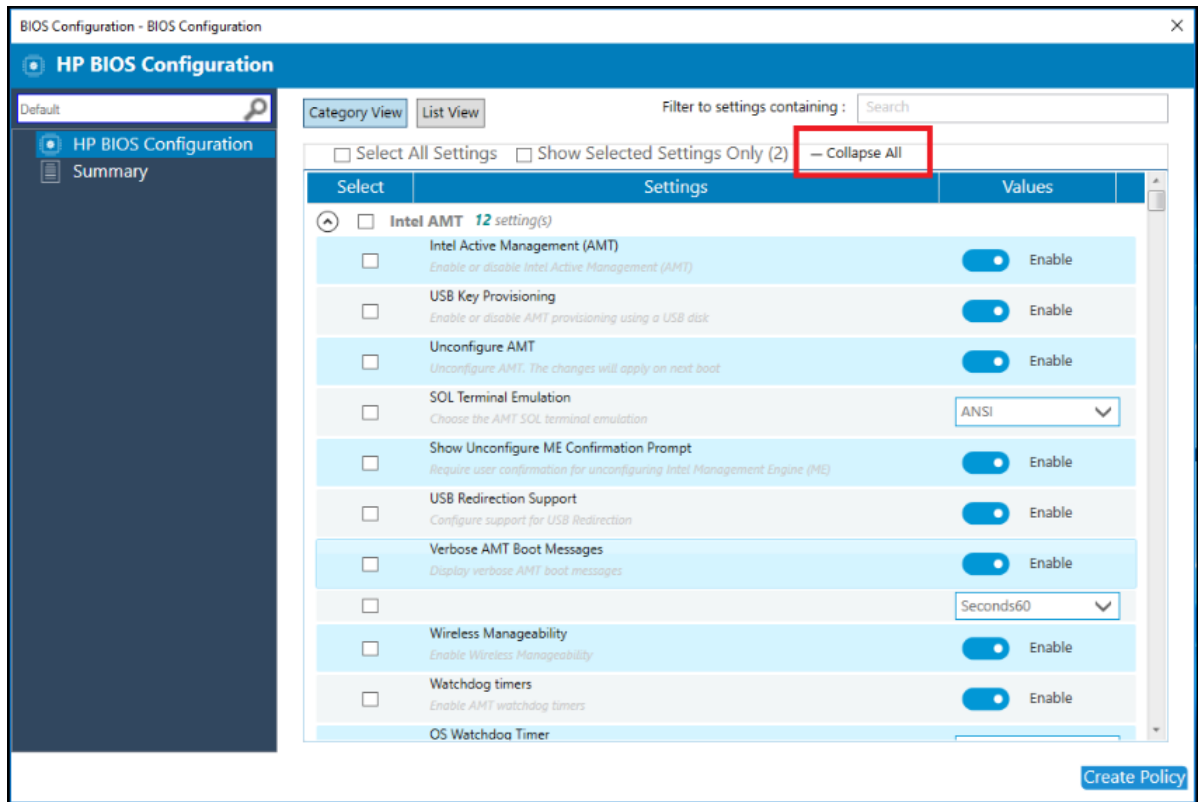 BIOS Configuration - BIOS Configuration
HP BIOS Configuration
Default
HP BIOS Configuration
Summary
Category View
List View
Filter to settings containing :
Search
Select All Settings
Show Selected Settings Only (2)
— Collapse All
Select Settings Values
Intel AMT 12 setting(s)
Intel Active Management (AMT)
Enable or disable Intel Active Management (AMT)
Enable
USB Key Provisioning
Enable or disable AMT provisioning using a USB disk
Enable
Unconfigure AMT
Unconfigure AMT. The changes will apply on next boot
Enable
SOL Terminal Emulation
Choose the AMT SOL terminal emulation
ANSI
Show Unconfigure ME Confirmation Prompt
Require user confirmation for unconfiguring Intel Management Engine (ME)
Enable
USB Redirection Support
Configure support for USB Redirection
Enable
Verbose AMT Boot Messages
Display verbose AMT boot messages
Enable
Seconds60
Wireless Manageability
Enable Wireless Manageability
Enable
Watchdog timers
Enable AMT watchdog timers
Enable
OS Watchdog Timer
Create Policy